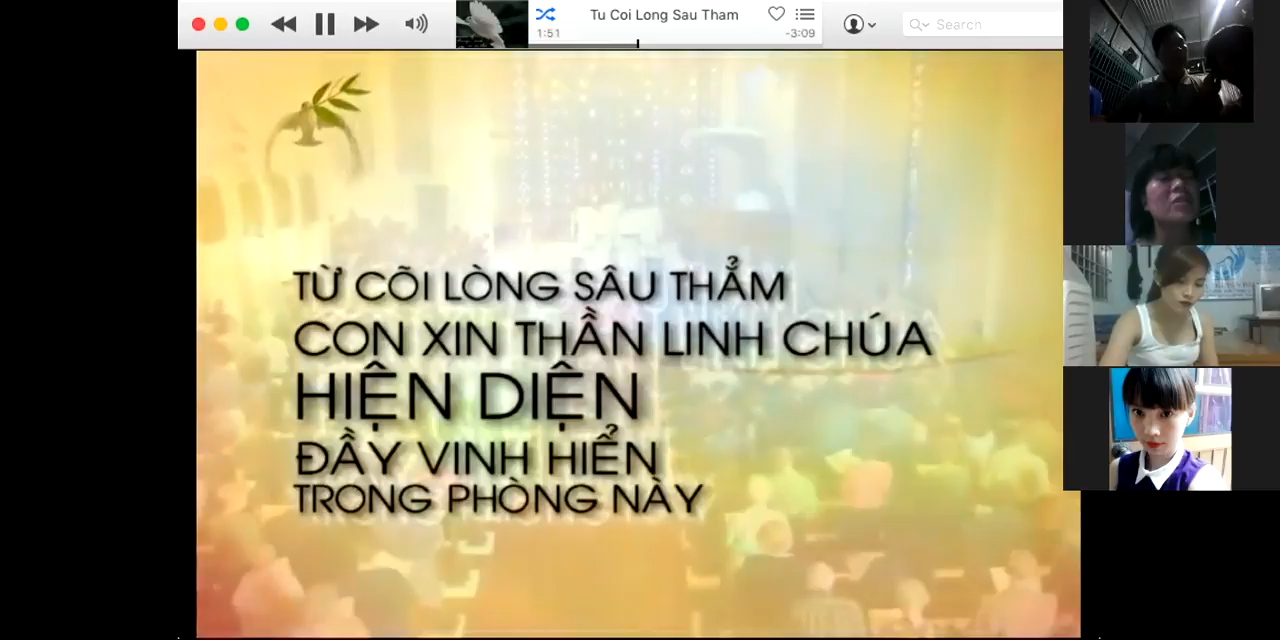 Tu Coi Long Sau Tham
1:51
-3:09
Search
TỪ CÕI LÒNG SÂU THẲM
CON XIN THẦN LINH CHÚA
HIỆN DIỆN
ĐẦY VINH HIỂN
TRONG PHÒNG NÀY